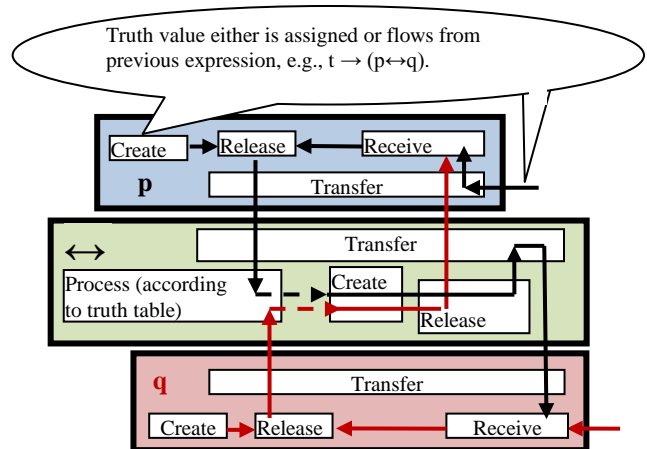 Truth value either is assigned or flows from
previous expression, e.g., t → (p↔q).
Create
Release
Receive
p
Transfer
↔
Transfer
Process (according
to truth table)
Create
Release
q
Transfer
Create
Release
Receive